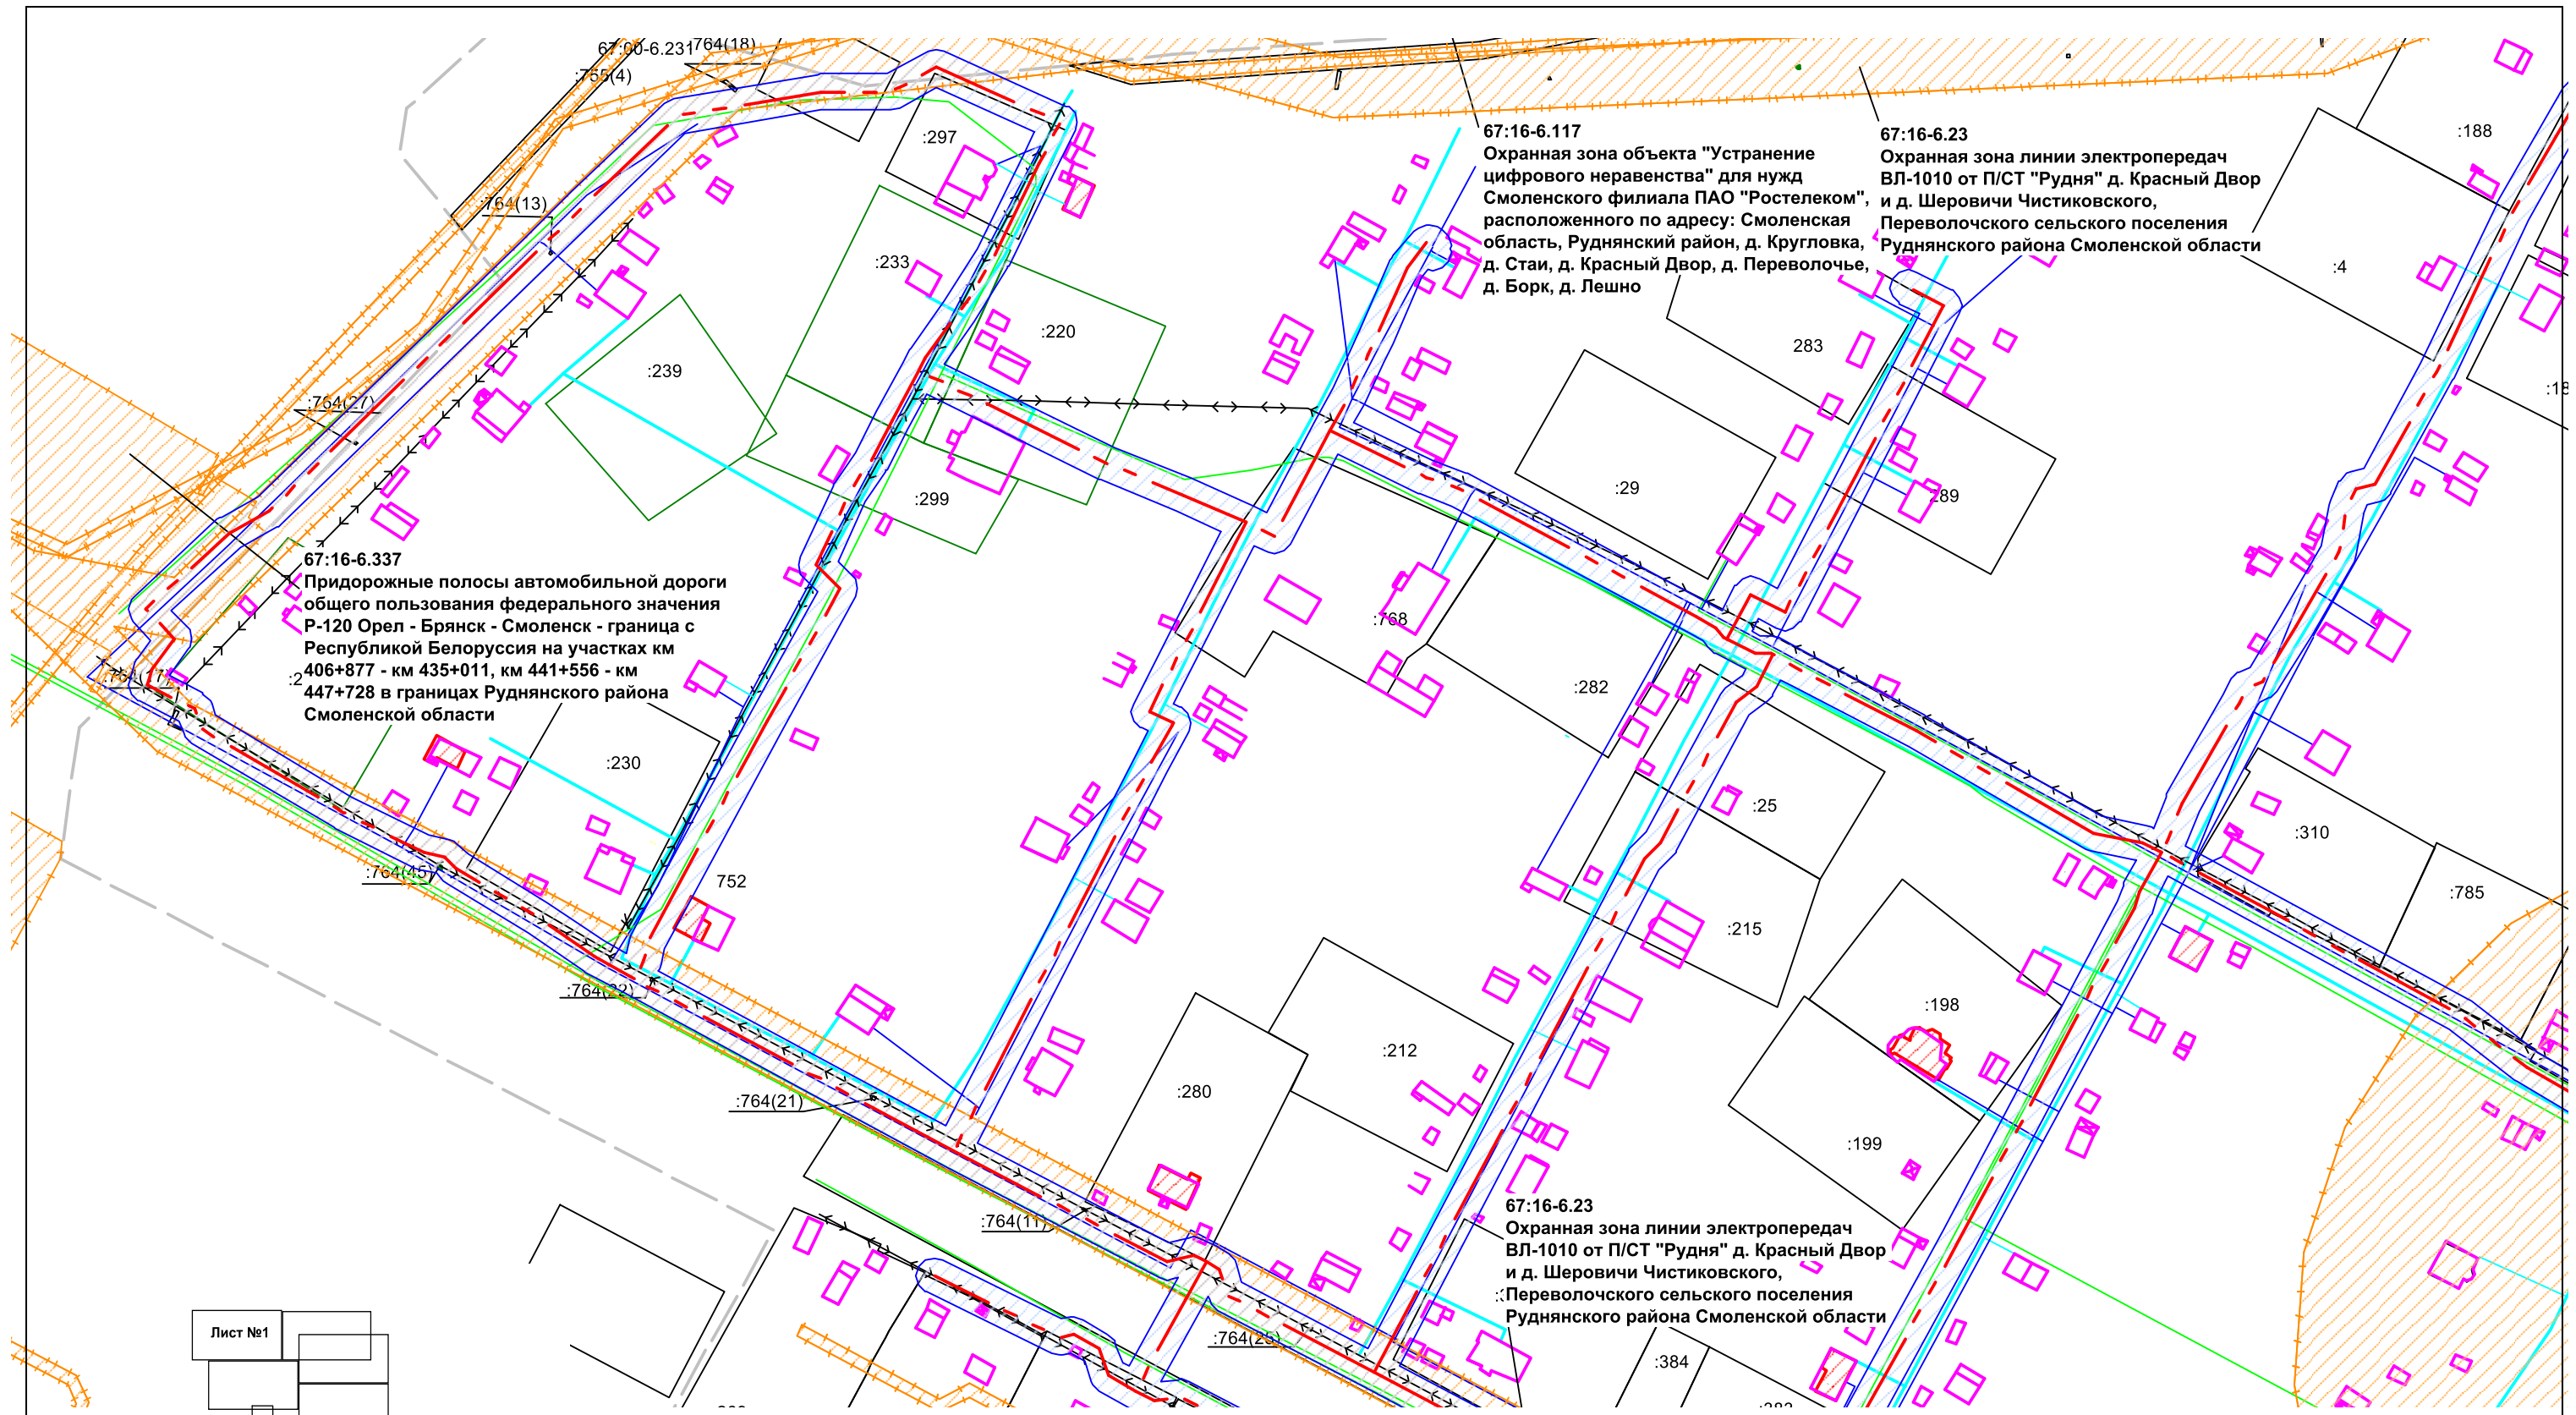 67:00-6.231
:764(18)
:755(4)
:764(13)
:297
:233
:220
:239
:764(27)
:299
67:16-6.117
Охранная зона объекта "Устранение
цифрового неравенства" для нужд
Смоленского филиала ПАО "Ростелеком",
расположенного по адресу: Смоленская
область, Руднянский район, д. Кругловка,
д. Стаи, д. Красный Двор, д. Переволочье,
д. Борк, д. Лешно
67:16-6.23
Охранная зона линии электропередач
ВЛ-1010 от П/СТ "Рудня" д. Красный Двор
и д. Шеровичи Чистиковского,
Переволочского сельского поселения
Руднянского района Смоленской области
:188
:4
283
:29
289
67:16-6.337
Придорожные полосы автомобильной дороги
общего пользования федерального значения
Р-120 Орел - Брянск - Смоленск - граница с
Республикой Белоруссия на участках км
406+877 - км 435+011, км 441+556 - км
447+728 в границах Руднянского района
Смоленской области
:768
:282
:230
752
:764(45)
:764(22)
:25
:215
:310
:785
:198
:199
:212
:280
:764(21)
:764(11)
:764(25)
67:16-6.23
Охранная зона линии электропередач
ВЛ-1010 от П/СТ "Рудня" д. Красный Двор
и д. Шеровичи Чистиковского,
Переволочского сельского поселения
Руднянского района Смоленской области
:384
Лист №1